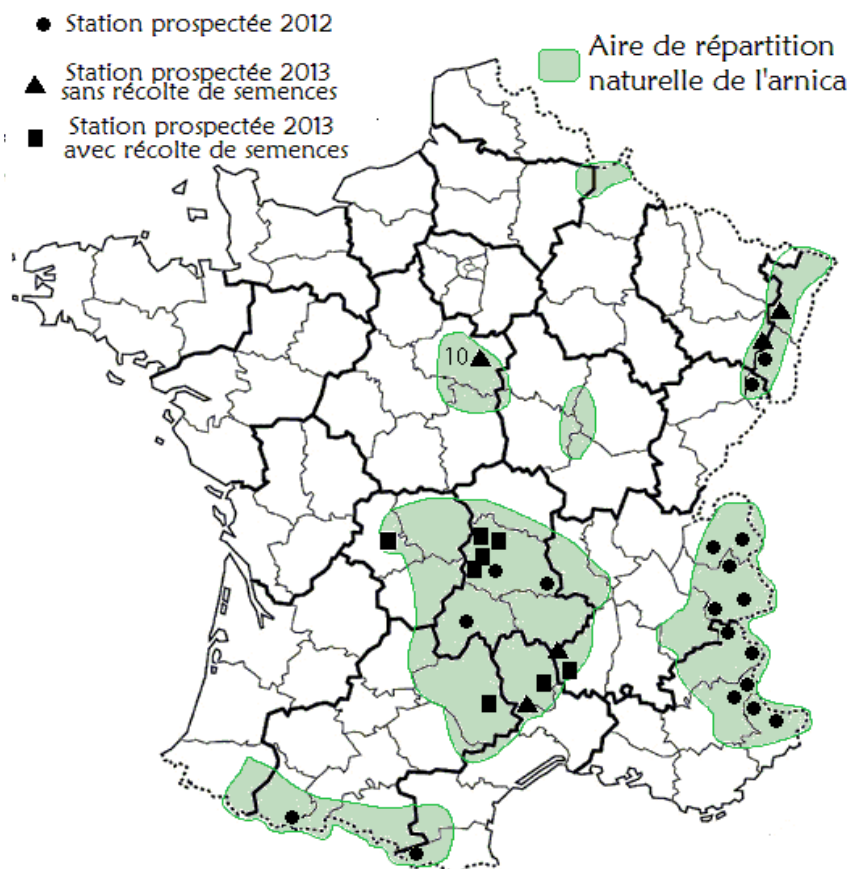 Station prospectée 2012
Station prospectée 2013
sans récolte de semences
Station prospectée 2013
avec récolte de semences
Aire de répartition
naturelle de l'arnica
10